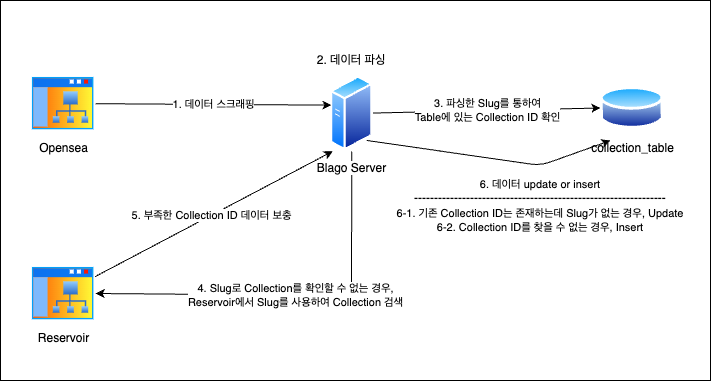 2. 데이터 파싱
1. 데이터 스크래핑
3. 파싱한 Slug를 통하여
Table에 있는 Collection ID 확인
Opensea
Blago Server
collection_table
6. 데이터 update or insert
5. 부족한 Collection ID 데이터 보충
6-1. 기존 Collection ID는 존재하는데 Slug가 없는 경우, Update
6-2. Collection ID를 찾을 수 없는 경우, Insert
4. Slug로 Collection를 확인할 수 없는 경우,
Reservoir에서 Slug를 사용하여 Collection 검색
Reservoir